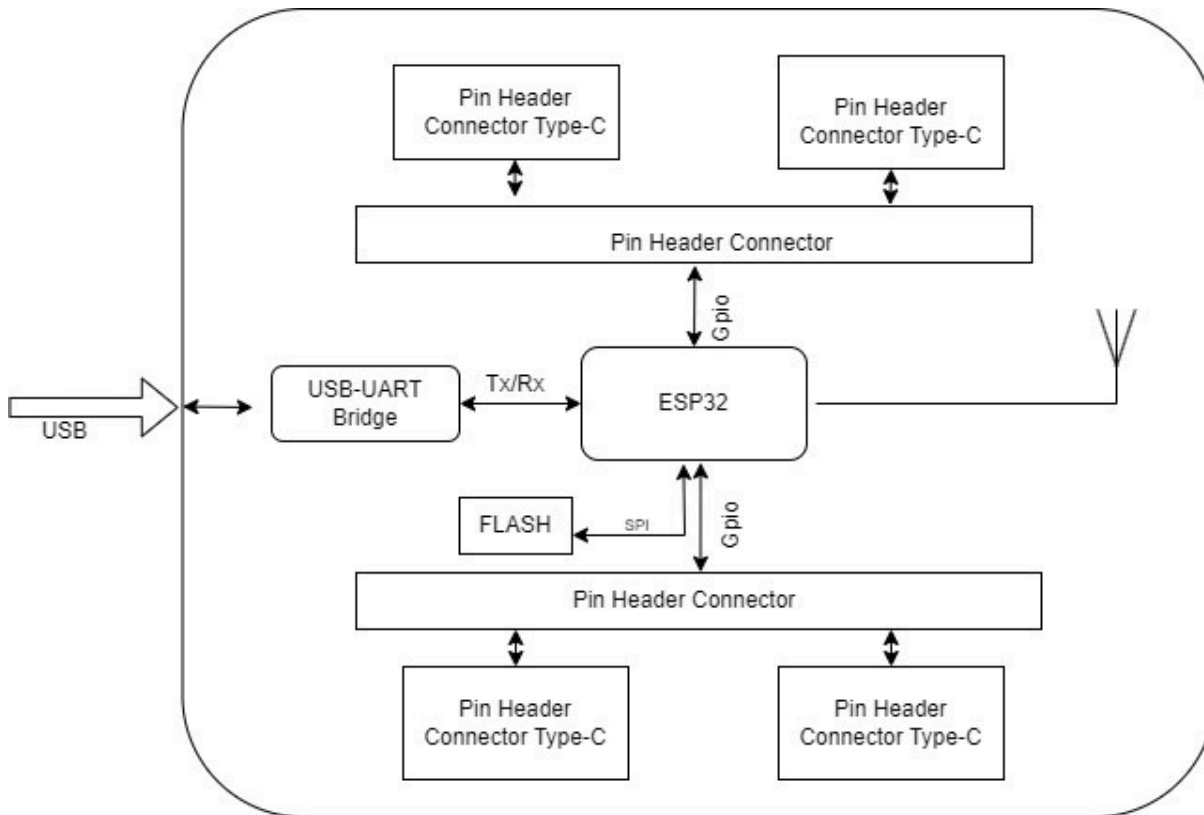 Pin Header
Connector Type-C
Pin Header
Connector Type-C
Pin Header Connector
Gpio
USB
USB-UART
Bridge
Tx/Rx
ESP32
FLASH
SPI
Gpio
Pin Header Connector
Pin Header
Connector Type-C
Pin Header
Connector Type-C